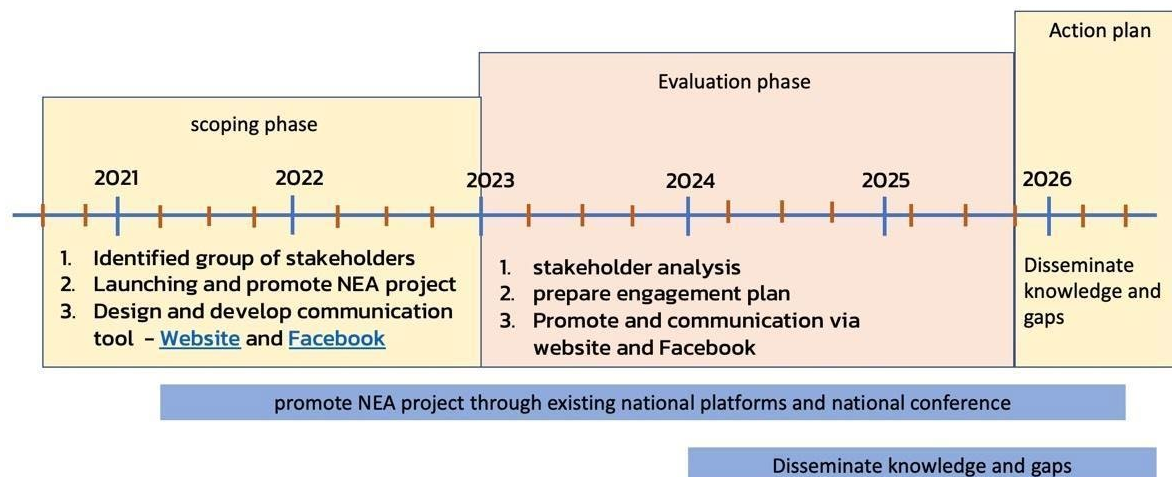 Action plan
Evaluation phase
scoping phase
2021
2022
2023
2024
2025
2026
1. Identified group of stakeholders
2. Launching and promote NEA project
3. Design and develop communication
tool - Website and Facebook
1. stakeholder analysis
2. prepare engagement plan
3. Promote and communication via
website and Facebook
Disseminate
knowledge and
gaps
promote NEA project through existing national platforms and national conference
Disseminate knowledge and gaps